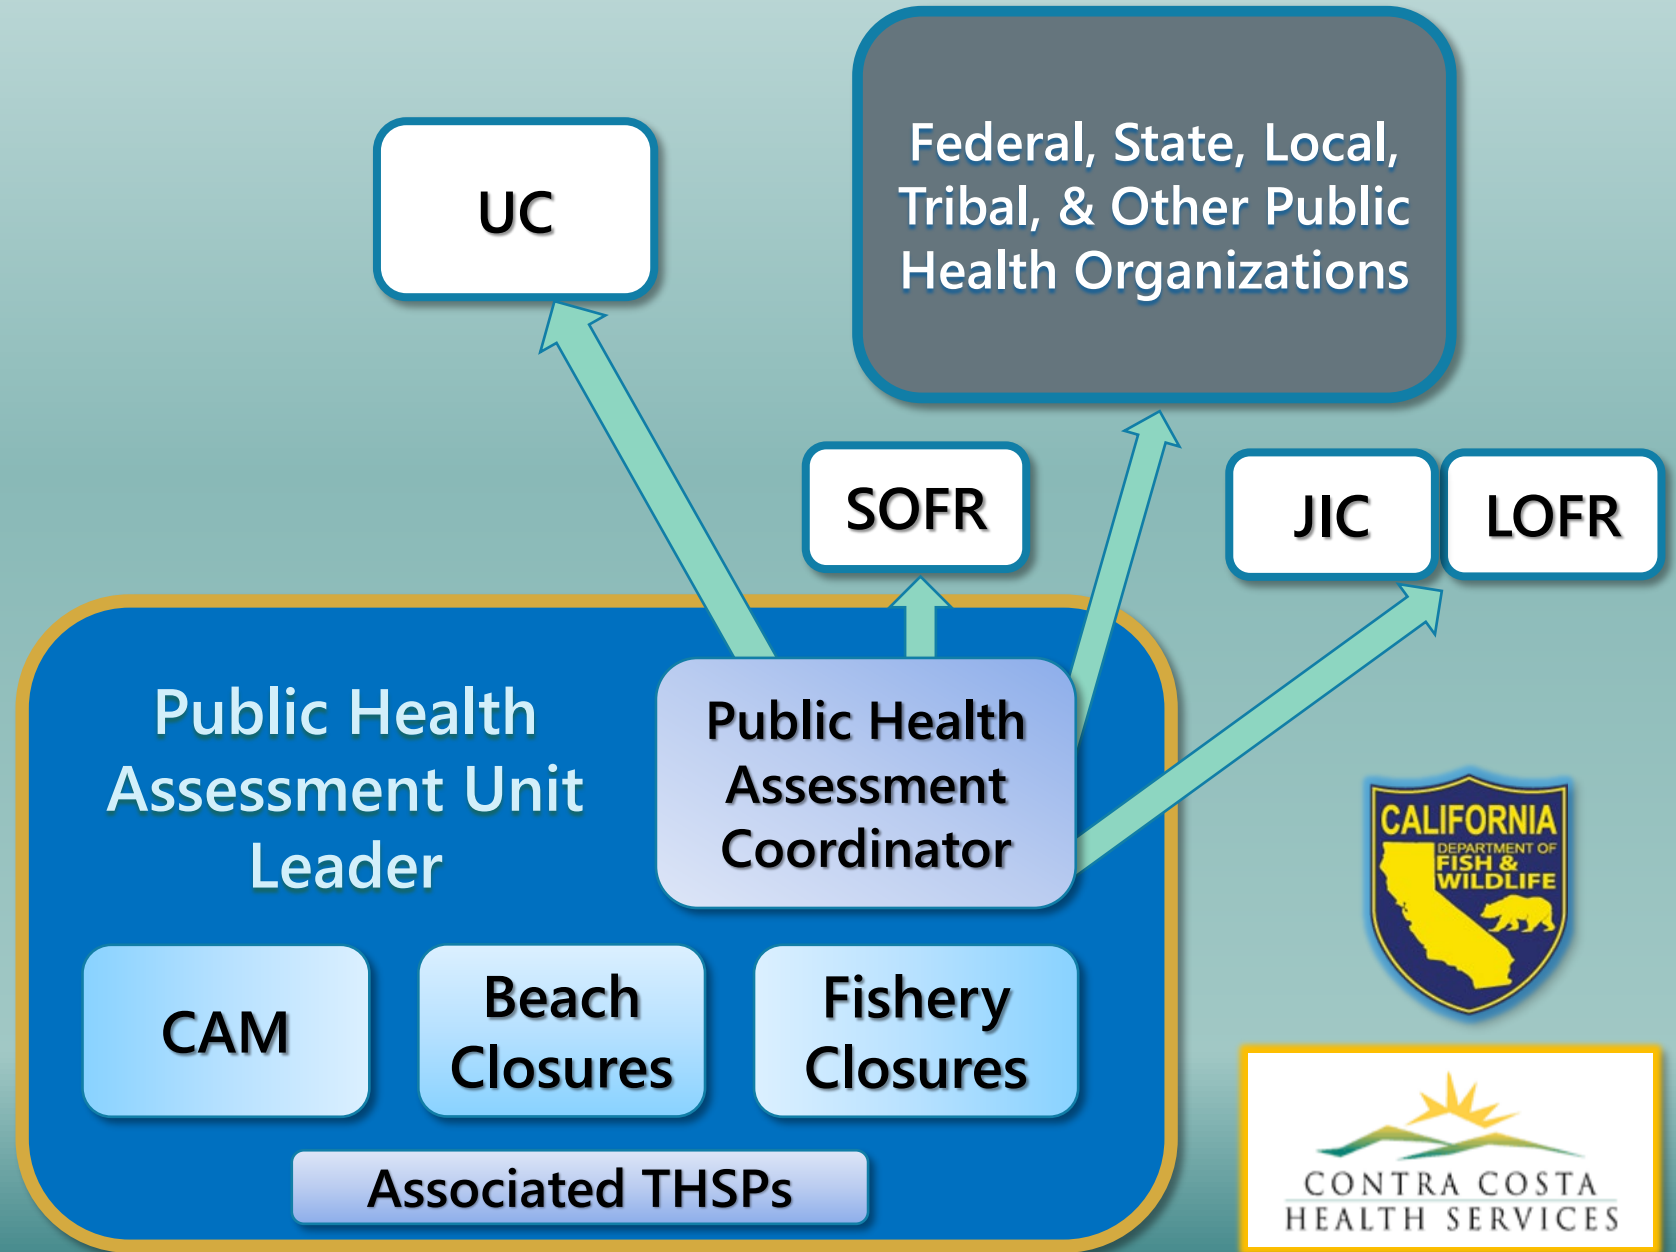 UC
Federal, State, Local,
Tribal, & Other Public
Health Organizations
SOFR
JIC
LOFR
Public Health
Assessment Unit
Leader
Public Health
Assessment
Coordinator
CAM
Beach
Closures
Fishery
Closures
Associated THSPs
CALIFORNIA
DEPARTMENT OF
FISH &
WILDLIFE
CONTRA COSTA
HEALTH SERVICES